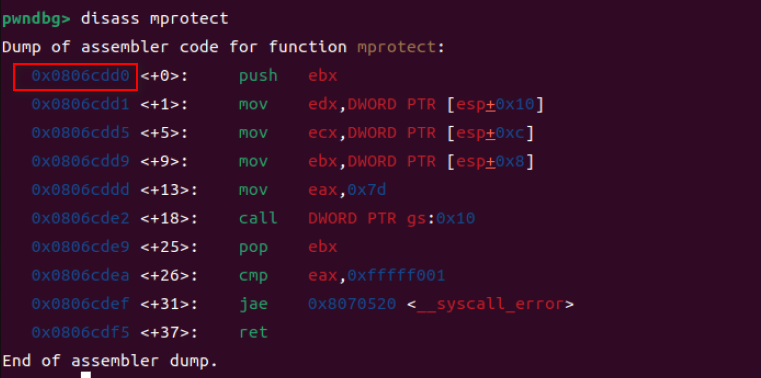 pwndbg> disass mprotect
Dump of assembler code for function mprotect:
0x0806cdd0 <+0>: push ebx
0x0806cdd1 <+1>: mov edx,DWORD PTR [esp+0x10]
0x0806cdd5 <+5>: mov ecx,DWORD PTR [esp+0xc]
0x0806cdd9 <+9>: mov ebx,DWORD PTR [esp+0x8]
0x0806cddd <+13>: mov eax,0x7d
0x0806cde2 <+18>: call DWORD PTR gs:0x10
0x0806cde9 <+25>: pop ebx
0x0806cdea <+26>: cmp eax,0xfffff001
0x0806cdef <+31>: jae 0x8070520 <__syscall_error>
0x0806cdf5 <+37>: ret
End of assembler dump.